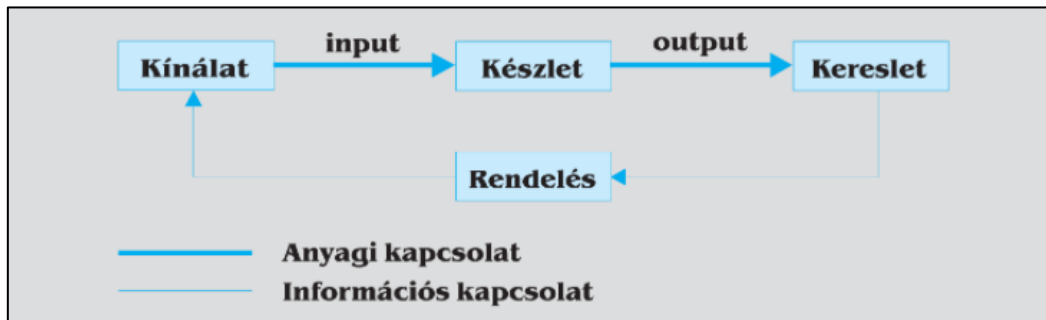 input
output
Kínálat
Készlet
Kereslet
Rendelés
Anyagi kapcsolat
Információs kapcsolat